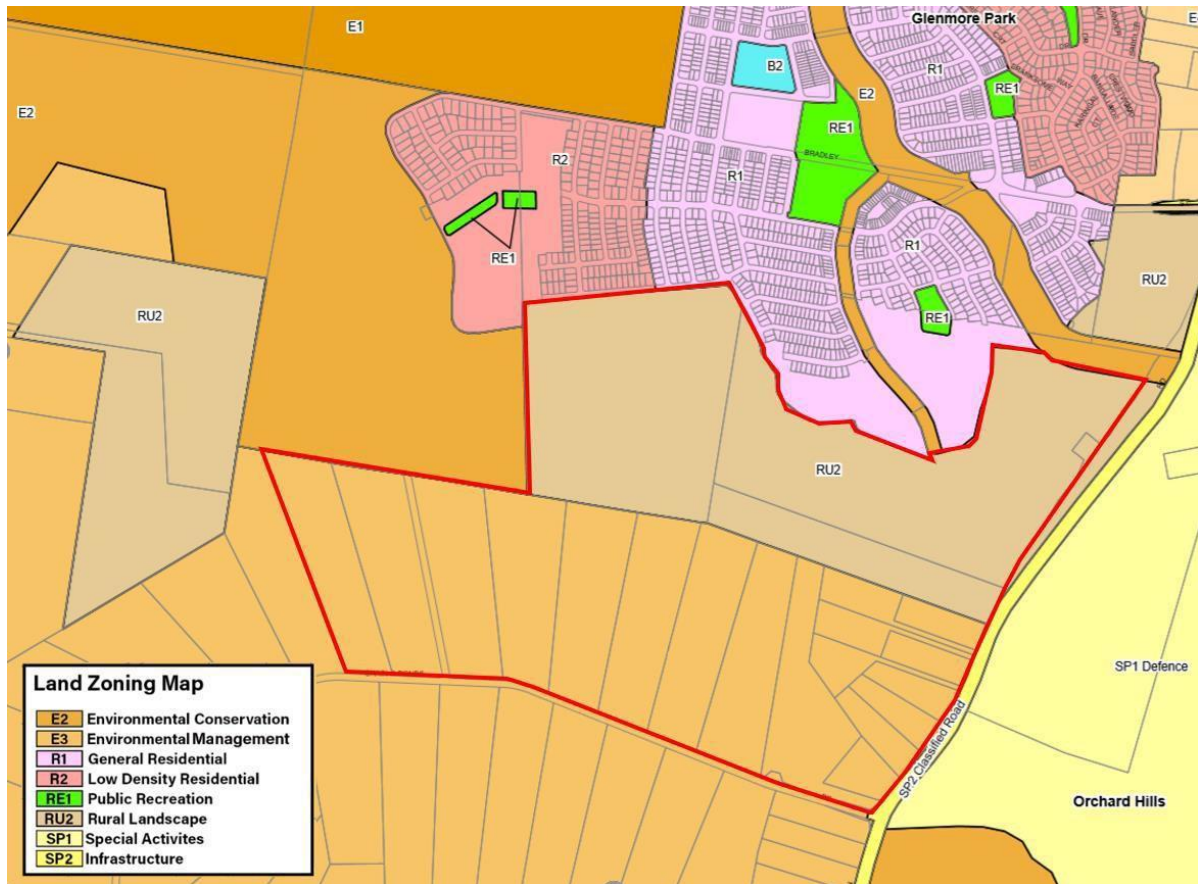 E1
Glenmore Park
B2
R1
E2
RE1
E2
RE1
R2
BRADLEY
R1
R1
RE1
RU2
RU2
RE1
RU2
SP1 Defence
SP2 Classified Road
Orchard Hills
Land Zoning Map
E2 Environmental Conservation
E3 Environmental Management
R1 General Residential
R2 Low Density Residential
RE1 Public Recreation
RU2 Rural Landscape
SP1 Special Activites
SP2 Infrastructure